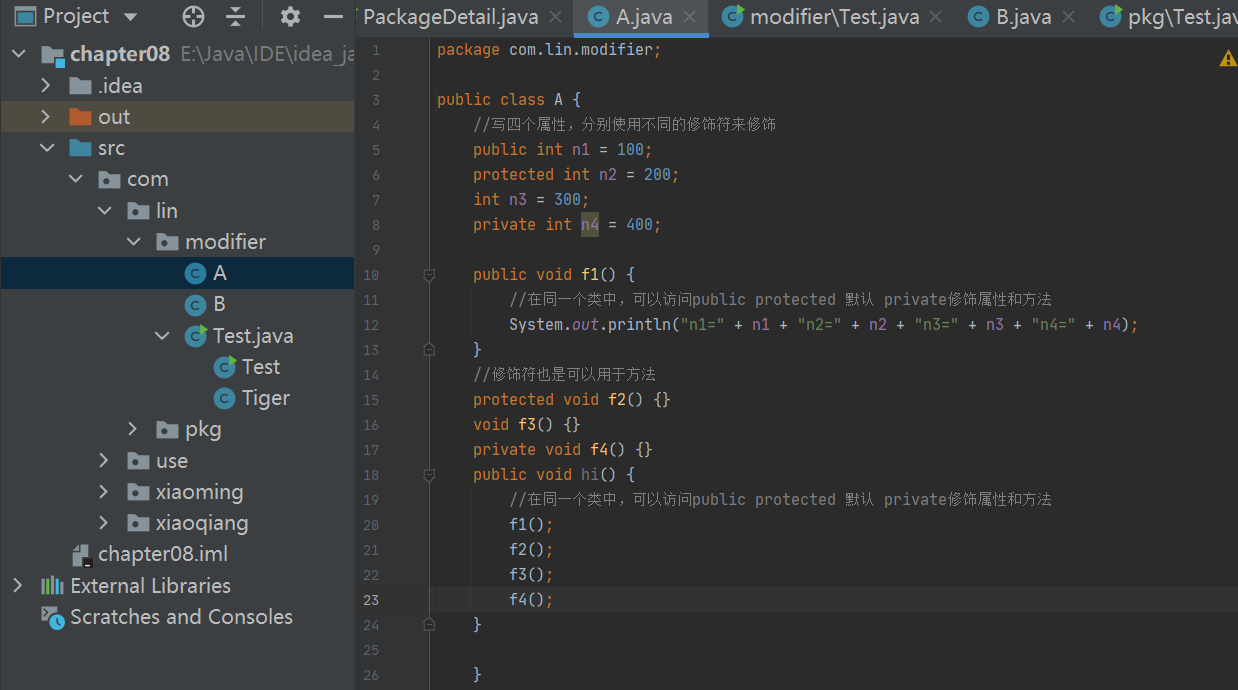 Project
PackageDetail.java
A.java
modifier\Test.java
B.java
pkg\Test.jav
chapter08 E:\Java\IDE\idea_ja
.idea
out
src
com
lin
modifier
A
B
Test.java
Test
Tiger
pkg
use
xiaoming
xiaoqiang
chapter08.iml
External Libraries
Scratches and Consoles
1 package com.lin.modifier;
2
3 public class A {
4 //写四个属性，分别使用不同的修饰符来修饰
5 public int n1 = 100;
6 protected int n2 = 200;
7 int n3 = 300;
8 private int n4 = 400;
9
10 public void f1() {
11 //在同一个类中，可以访问public protected 默认 private修饰属性和方法
12 System.out.println("n1=" + n1 + "n2=" + n2 + "n3=" + n3 + "n4=" + n4);
13 }
14 //修饰符也是可以用于方法
15 protected void f2() {}
16 void f3() {}
17 private void f4() {}
18 public void hi() {
19 //在同一个类中，可以访问public protected 默认 private修饰属性和方法
20 f1();
21 f2();
22 f3();
23 f4();
24 }
25
26 }